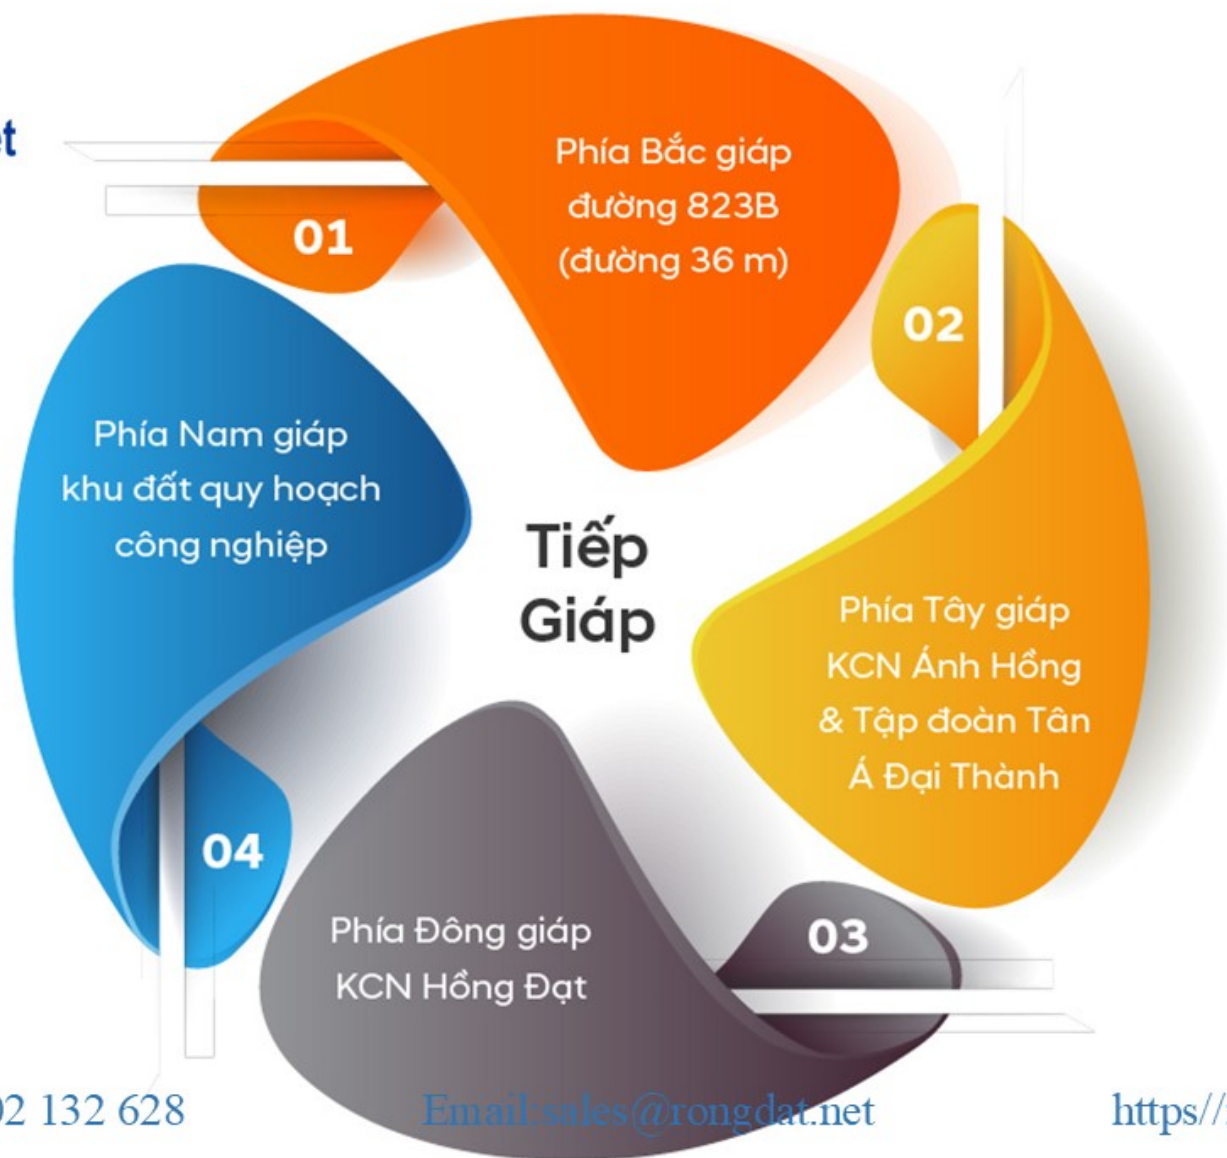 01
Phía Bắc giáp
đường 823B
(đường 36 m)
02
Phía Tây giáp
KCN Ánh Hồng
& Tập đoàn Tân
Á Đại Thành
Tiếp
Giáp
Phía Nam giáp
khu đất quy hoạch
công nghiệp
04
03
Phía Đông giáp
KCN Hồng Đạt
132 628
Email:sales@rongdat.net
https//